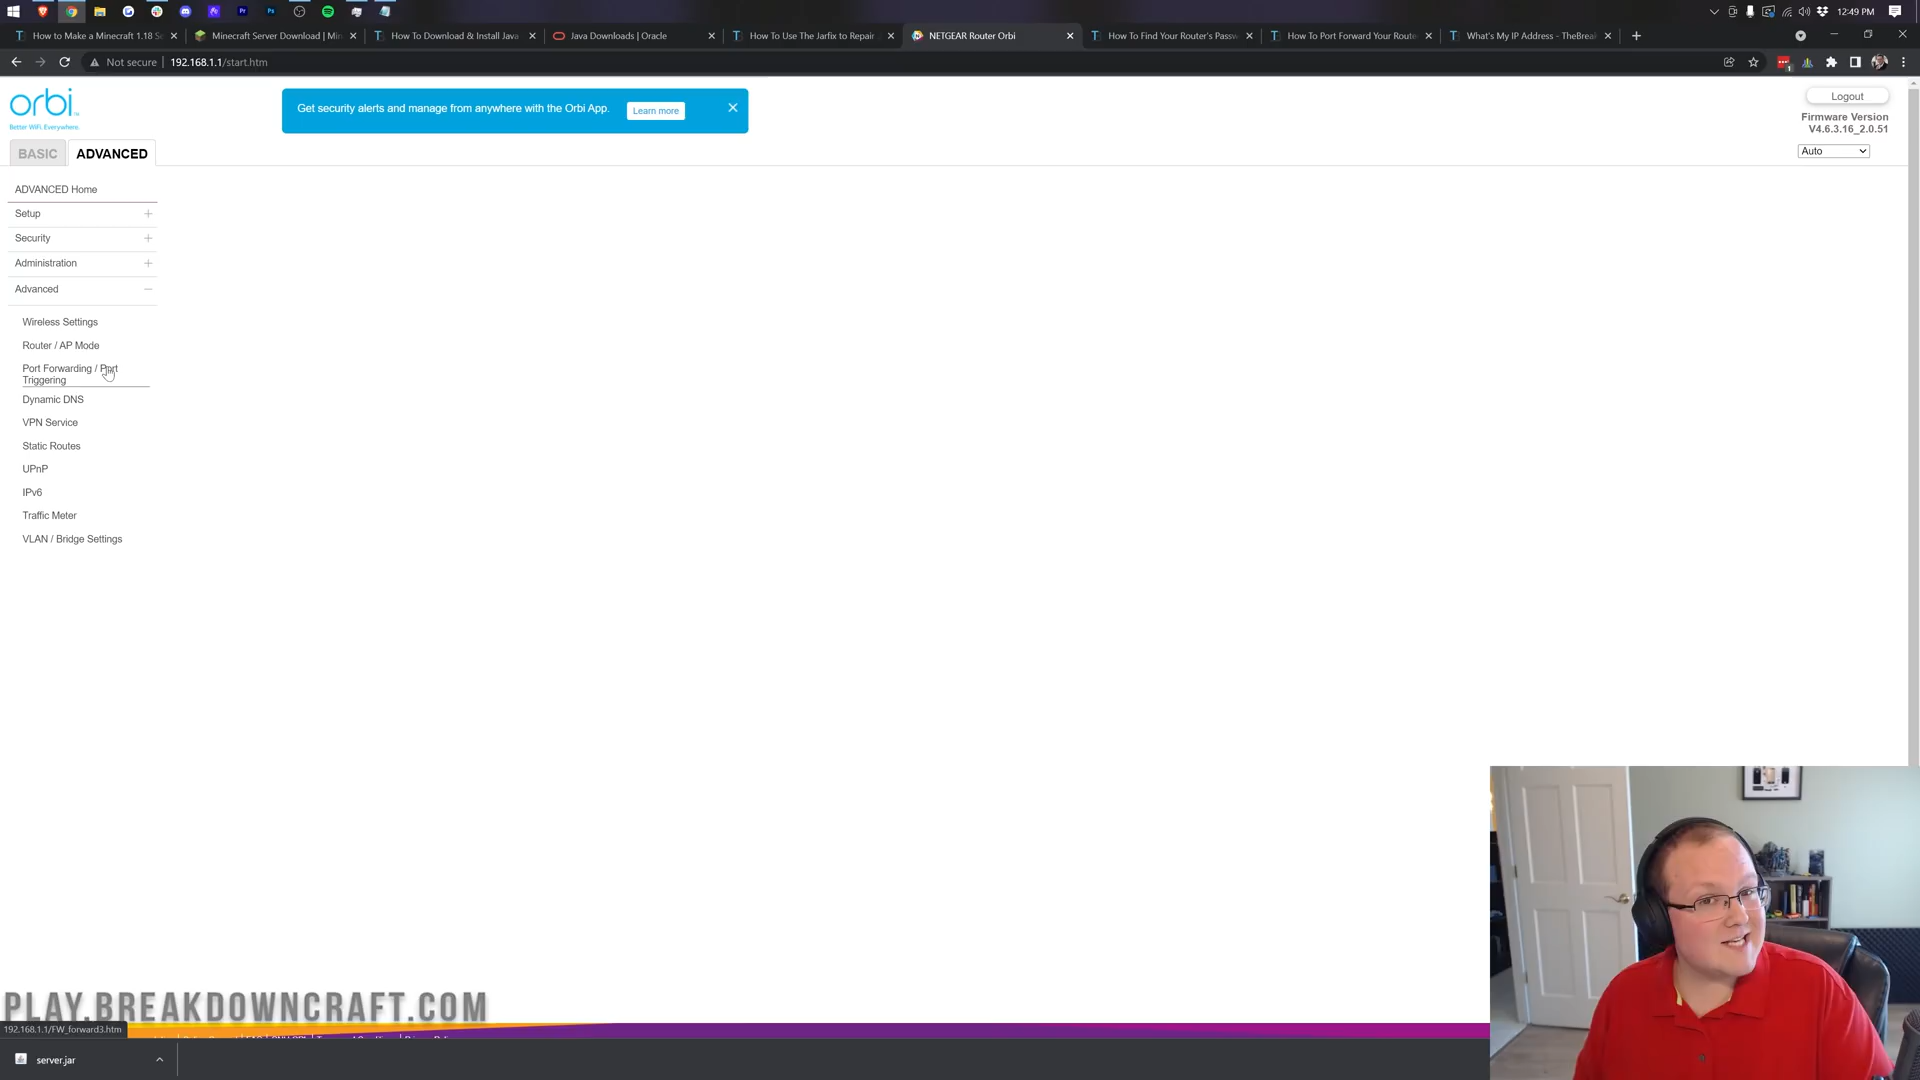 12:49 PM
How to Make a Minecraft 1.18 Se
Minecraft Server Download | Min
How To Download & Install Java
Java Downloads | Oracle
How To Use The Jarfix to Repair
NETGEAR Router Orbi
How To Find Your Router's Passw
How To Port Forward Your Route
What's My IP Address - TheBreak
Not secure
192.168.1.1/start.htm
orbi
Better WiFi. Everywhere.
Get security alerts and manage from anywhere with the Orbi App.
Learn more
Logout
Firmware Version
V4.6.3.16_2.0.51
BASIC
ADVANCED
Auto
ADVANCED Home
Setup
Security
Administration
Advanced
Wireless Settings
Router / AP Mode
Port Forwarding / Port
Triggering
Dynamic DNS
VPN Service
Static Routes
UPnP
IPv6
Traffic Meter
VLAN / Bridge Settings
PLAY.BREAKDOWNCRAFT.COM
192.168.1.1/FW_forward3.htm
server.jar